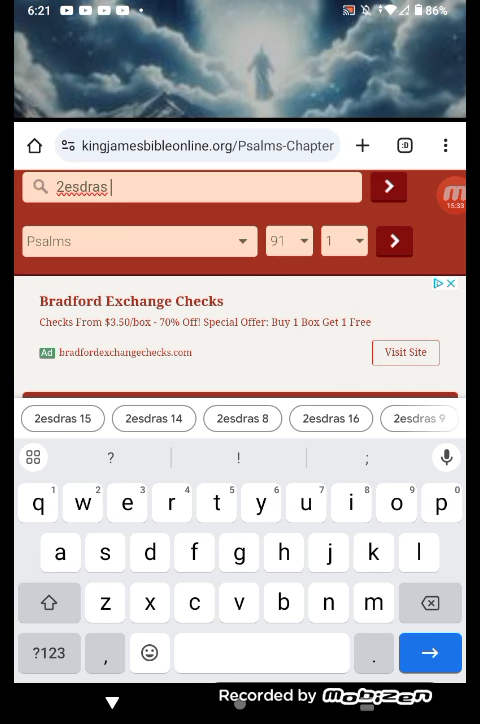 6:21 86%
kingjamesbibleonline.org/Psalms-Chapter :D
2esdras
15:33
Psalms 91 1
Bradford Exchange Checks
Checks From $3.50/box - 70% Off! Special Offer: Buy 1 Box Get 1 Free
Ad bradfordexchangechecks.com Visit Site
2esdras 15 2esdras 14 2esdras 8 2esdras 16 2esdras 9
? ! ;
1 2 3 4 5 6 7 8 9 0
q w e r t y u i o p
a s d f g h j k l
z x c v b n m
?123 , .
Recorded by MOBIZEN